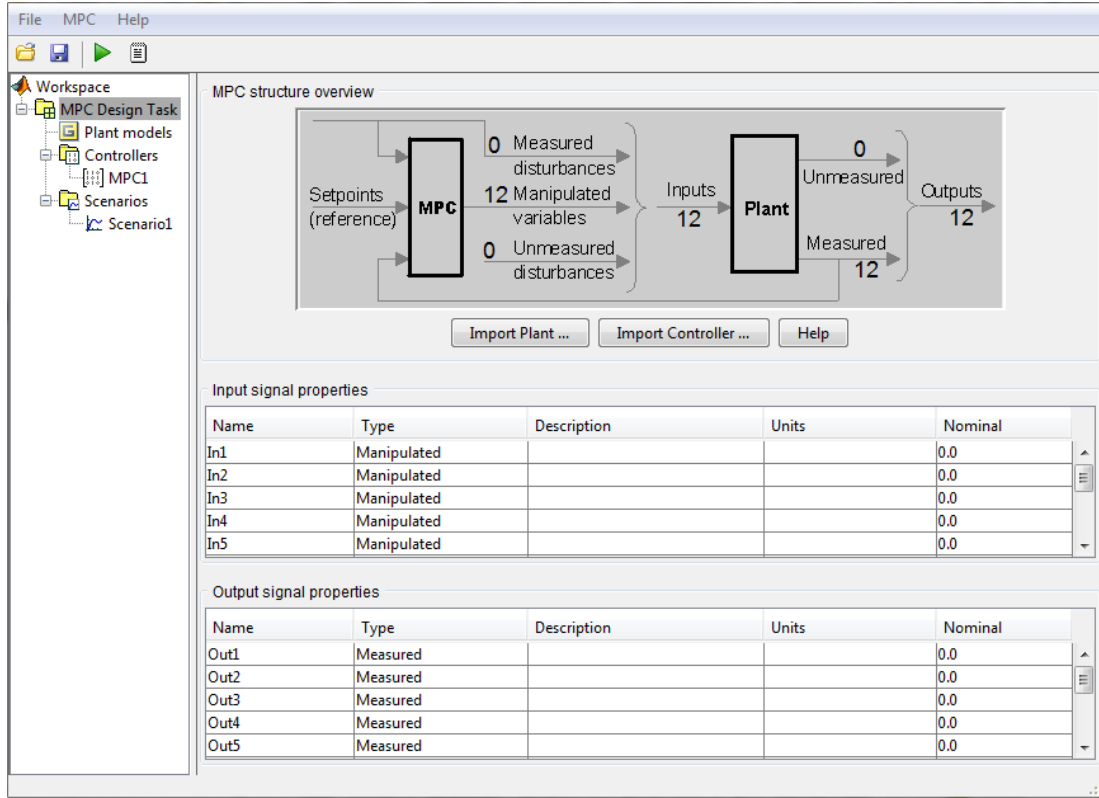 File MPC Help
Workspace
MPC Design Task
Plant models
Controllers
MPC1
Scenarios
Scenario1
MPC structure overview
Setpoints
(reference)
MPC
0 Measured
disturbances
12 Manipulated
variables
0 Unmeasured
disturbances
Inputs
12
Plant
0
Unmeasured
Measured
12
Outputs
12
Import Plant ... Import Controller ... Help
Input signal properties
Name Type Description Units Nominal
In1 Manipulated 0.0
In2 Manipulated 0.0
In3 Manipulated 0.0
In4 Manipulated 0.0
In5 Manipulated 0.0
Output signal properties
Name Type Description Units Nominal
Out1 Measured 0.0
Out2 Measured 0.0
Out3 Measured 0.0
Out4 Measured 0.0
Out5 Measured 0.0